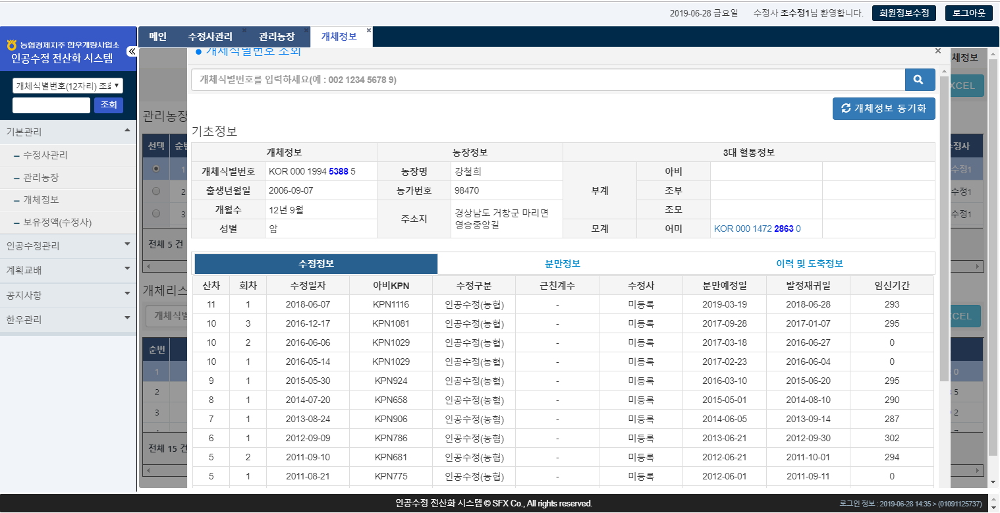 2019-06-28 금요일 수정사 조수정1님 환영합니다. 회원정보수정 로그아웃
농협경제지주 한우개량사업소
인공수정 전산화 시스템
개체식별번호(12자리) 조회
조회
기본관리
– 수정사관리
– 관리농장
– 개체정보
– 보유정액(수정사)
인공수정관리
계획교배
공지사항
한우관리
메인 수정사관리 관리농장 개체정보
체정보
XCEL
관리농장
선택 순번 수정사
1 수정1
2 수정1
3 수정1
전체 5 건
개체리스
개체식별 CEL
순번
1 0
2 5
3 2
전체 15 건
개체식별번호 조회
개체식별번호를 입력하세요(예 : 002 1234 5678 9)
개체정보 동기화
기초정보
개체정보 농장정보 3대 혈통정보
개체식별번호 KOR 000 1994 5388 5 농장명 강철희 부계 아비
출생년월일 2006-09-07 농가번호 98470 조부
개월수 12년 9월 주소지 경상남도 거창군 마리면 조모
영승중앙길
성별 암 모계 어미 KOR 000 1472 2863 0
수정정보 분만정보 이력 및 도축정보
산차 회차 수정일자 아비KPN 수정구분 근친계수 수정사 분만예정일 발정재귀일 임신기간
11 1 2018-06-07 KPN1116 인공수정(농협) - 미등록 2019-03-19 2018-06-28 293
10 3 2016-12-17 KPN1081 인공수정(농협) - 미등록 2017-09-28 2017-01-07 295
10 2 2016-06-06 KPN1029 인공수정(농협) - 미등록 2017-03-18 2016-06-27 0
10 1 2016-05-14 KPN1029 인공수정(농협) - 미등록 2017-02-23 2016-06-04 0
9 1 2015-05-30 KPN924 인공수정(농협) - 미등록 2016-03-10 2015-06-20 295
8 1 2014-07-20 KPN658 인공수정(농협) - 미등록 2015-05-01 2014-08-10 290
7 1 2013-08-24 KPN906 인공수정(농협) - 미등록 2014-06-05 2013-09-14 287
6 1 2012-09-09 KPN786 인공수정(농협) - 미등록 2013-06-21 2012-09-30 302
5 2 2011-09-10 KPN681 인공수정(농협) - 미등록 2012-06-21 2011-10-01 294
5 1 2011-08-21 KPN775 인공수정(농협) - 미등록 2012-06-01 2011-09-11 0
인공수정 전산화 시스템 © SFX Co., All rights reserved.
로그인 정보 : 2019-06-28 14:35 > (01091125737)